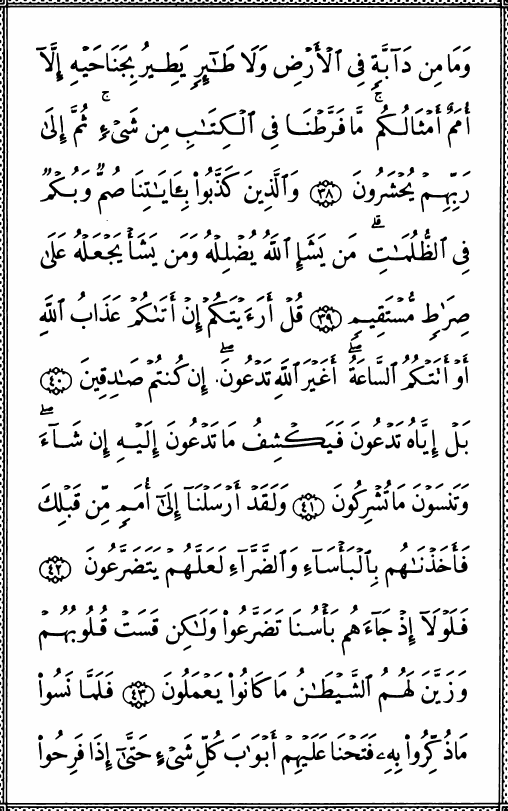 وَمَا مِن دَآبَّةٍ فِي ٱلْأَرْضِ وَلَا طَـٰٓئِرٍ يَطِيرُ بِجَنَاحَيْهِ إِلَّآ
أُمَمٌ أَمْثَالُكُم ۚ مَّا فَرَّطْنَا فِي ٱلْكِتَـٰبِ مِن شَىْءٍ ۚ ثُمَّ إِلَىٰ
رَبِّهِمْ يُحْشَرُونَ ﴿٣٨﴾ وَٱلَّذِينَ كَذَّبُوا۟ بِـَٔايَـٰتِنَا صُمٌّ وَبُكْمٌ
فِي ٱلظُّلُمَـٰتِ ۗ مَن يَشَإِ ٱللَّهُ يُضْلِلْهُ وَمَن يَشَأْ يَجْعَلْهُ عَلَىٰ
صِرَٰطٍ مُّسْتَقِيمٍ ﴿٣٩﴾ قُلْ أَرَءَيْتَكُمْ إِنْ أَتَىٰكُمْ عَذَابُ ٱللَّهِ
أَوْ أَتَتْكُمُ ٱلسَّاعَةُ ۖ أَغَيْرَ ٱللَّهِ تَدْعُونَ ۖ إِن كُنتُمْ صَـٰدِقِينَ ﴿٤٠﴾
بَلْ إِيَّاهُ تَدْعُونَ فَيَكْشِفُ مَا تَدْعُونَ إِلَيْهِ إِن شَآءَ ۖ
وَتَنسَوْنَ مَا تُشْرِكُونَ ﴿٤١﴾ وَلَقَدْ أَرْسَلْنَآ إِلَىٰٓ أُمَمٍ مِّن قَبْلِكَ
فَأَخَذْنَـٰهُم بِٱلْبَأْسَآءِ وَٱلضَّرَّآءِ لَعَلَّهُمْ يَتَضَرَّعُونَ ﴿٤٢﴾
فَلَوْلَآ إِذْ جَآءَهُم بَأْسُنَا تَضَرَّعُوا۟ وَلَـٰكِن قَسَتْ قُلُوبُهُمْ
وَزَيَّنَ لَهُمُ ٱلشَّيْطَـٰنُ مَا كَانُوا۟ يَعْمَلُونَ ﴿٤٣﴾ فَلَمَّا نَسُوا۟
مَا ذُكِّرُوا۟ بِهِۦ فَتَحْنَا عَلَيْهِمْ أَبْوَٰبَ كُلِّ شَىْءٍ حَتَّىٰٓ إِذَا فَرِحُوا۟